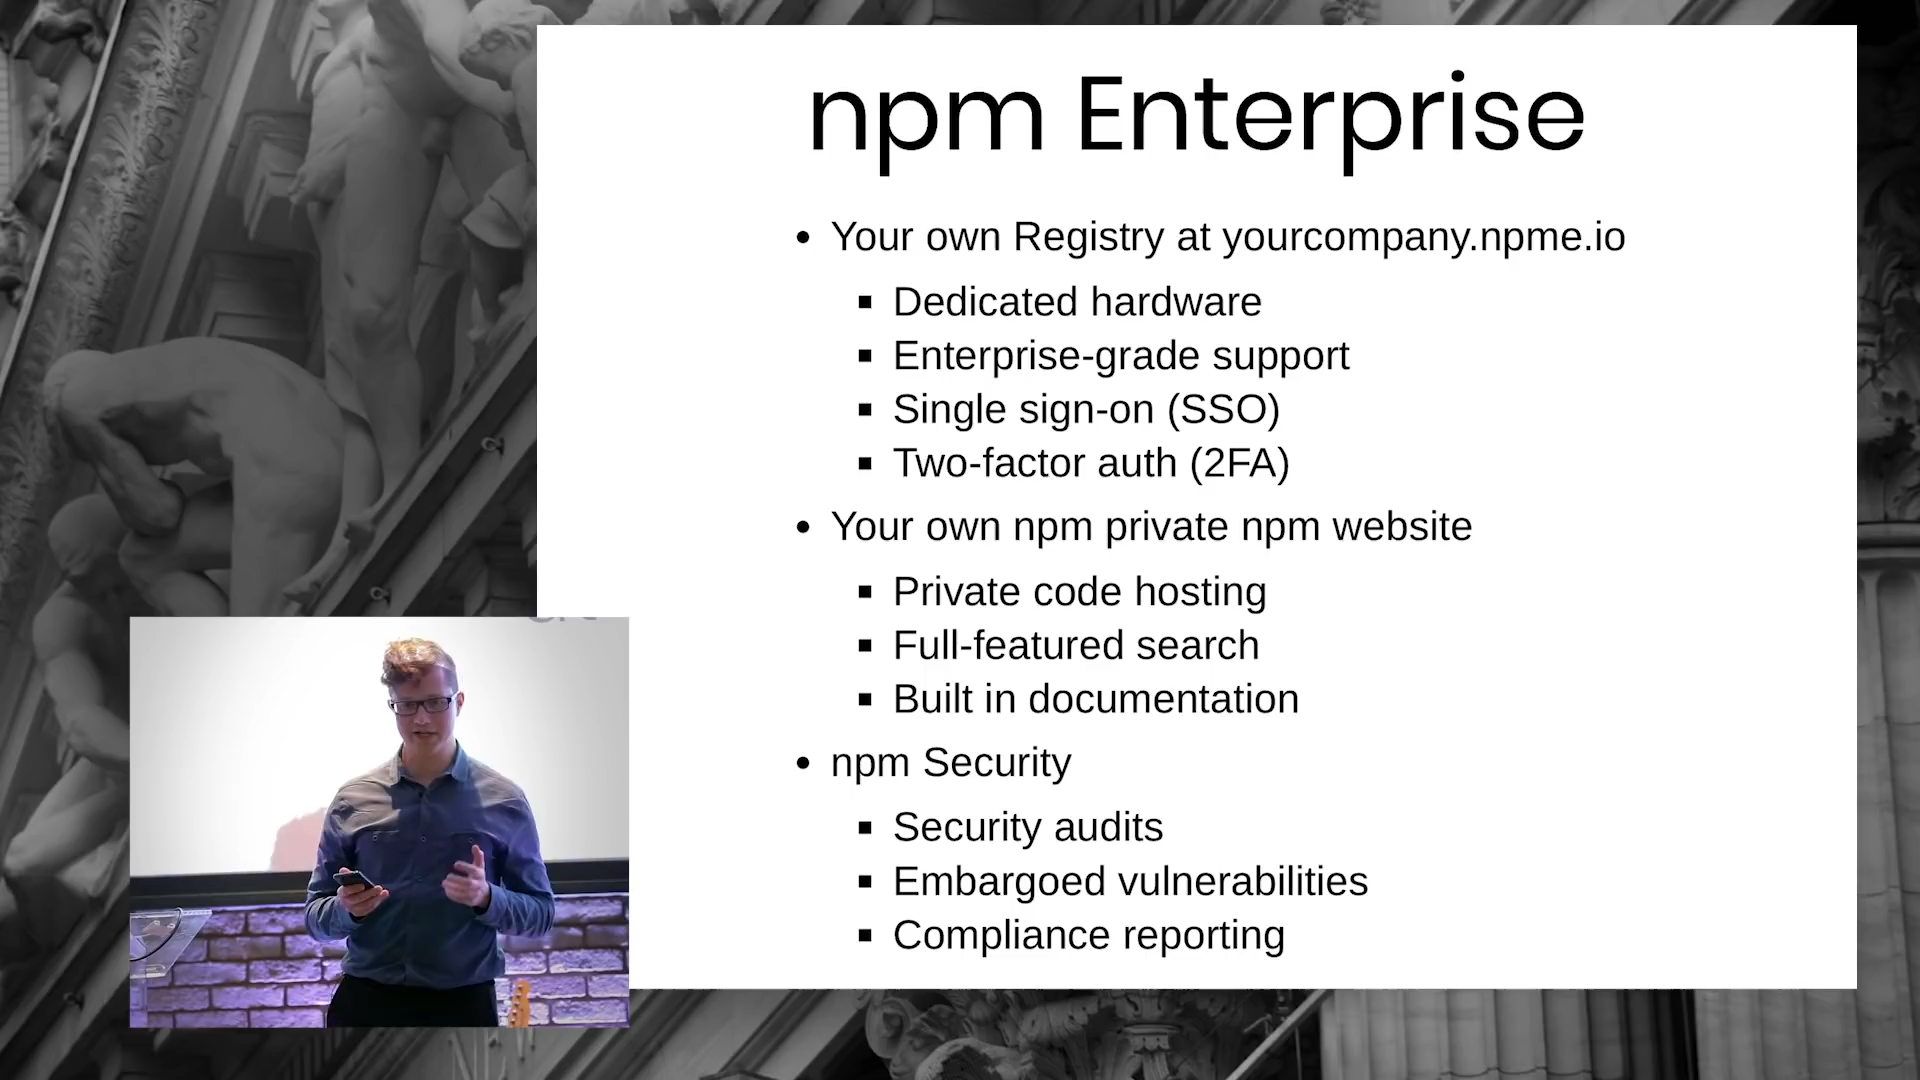 npm Enterprise
• Your own Registry at yourcompany.npme.io
▪ Dedicated hardware
▪ Enterprise-grade support
▪ Single sign-on (SSO)
▪ Two-factor auth (2FA)
• Your own npm private npm website
▪ Private code hosting
▪ Full-featured search
▪ Built in documentation
• npm Security
▪ Security audits
▪ Embargoed vulnerabilities
▪ Compliance reporting